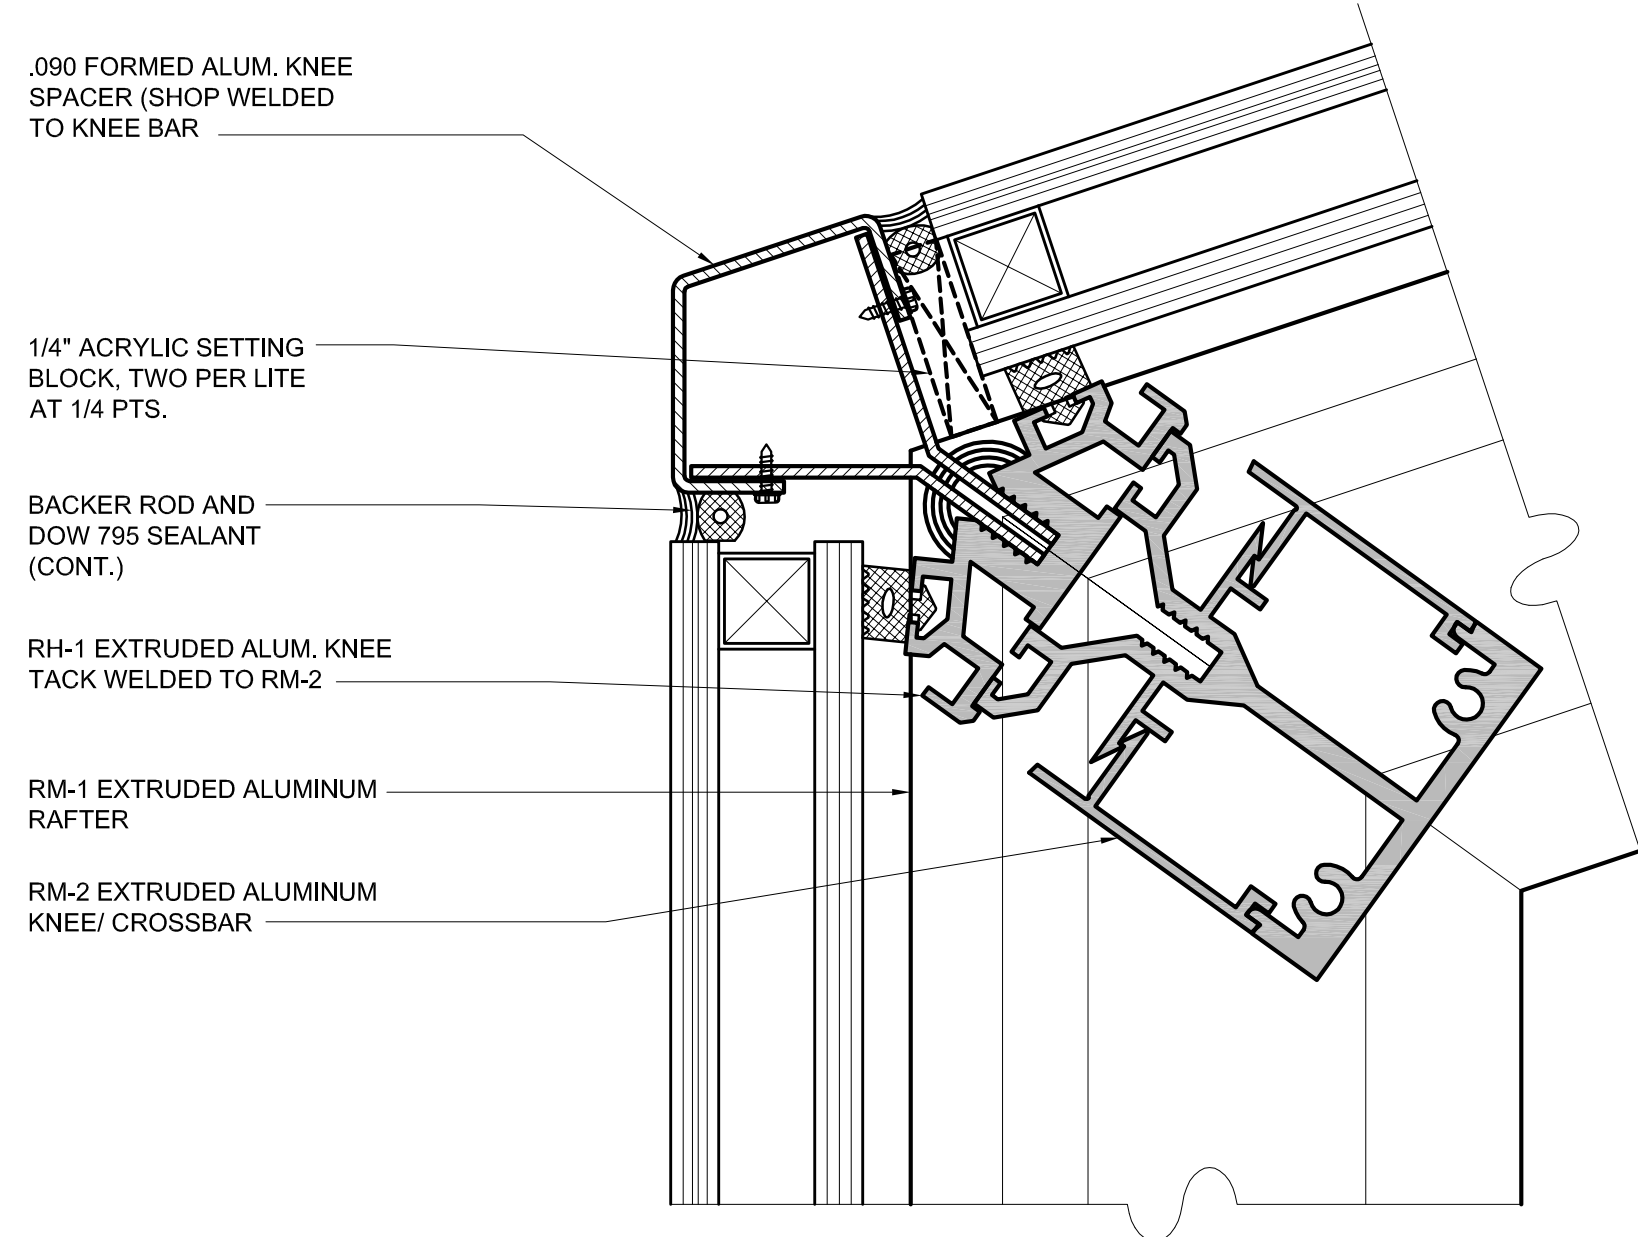 .090 FORMED ALUM. KNEE
SPACER (SHOP WELDED
TO KNEE BAR
1/4" ACRYLIC SETTING
BLOCK, TWO PER LITE
AT 1/4 PTS.
BACKER ROD AND
DOW 795 SEALANT
(CONT.)
RH-1 EXTRUDED ALUM. KNEE
TACK WELDED TO RM-2
RM-1 EXTRUDED ALUMINUM
RAFTER
RM-2 EXTRUDED ALUMINUM
KNEE/ CROSSBAR